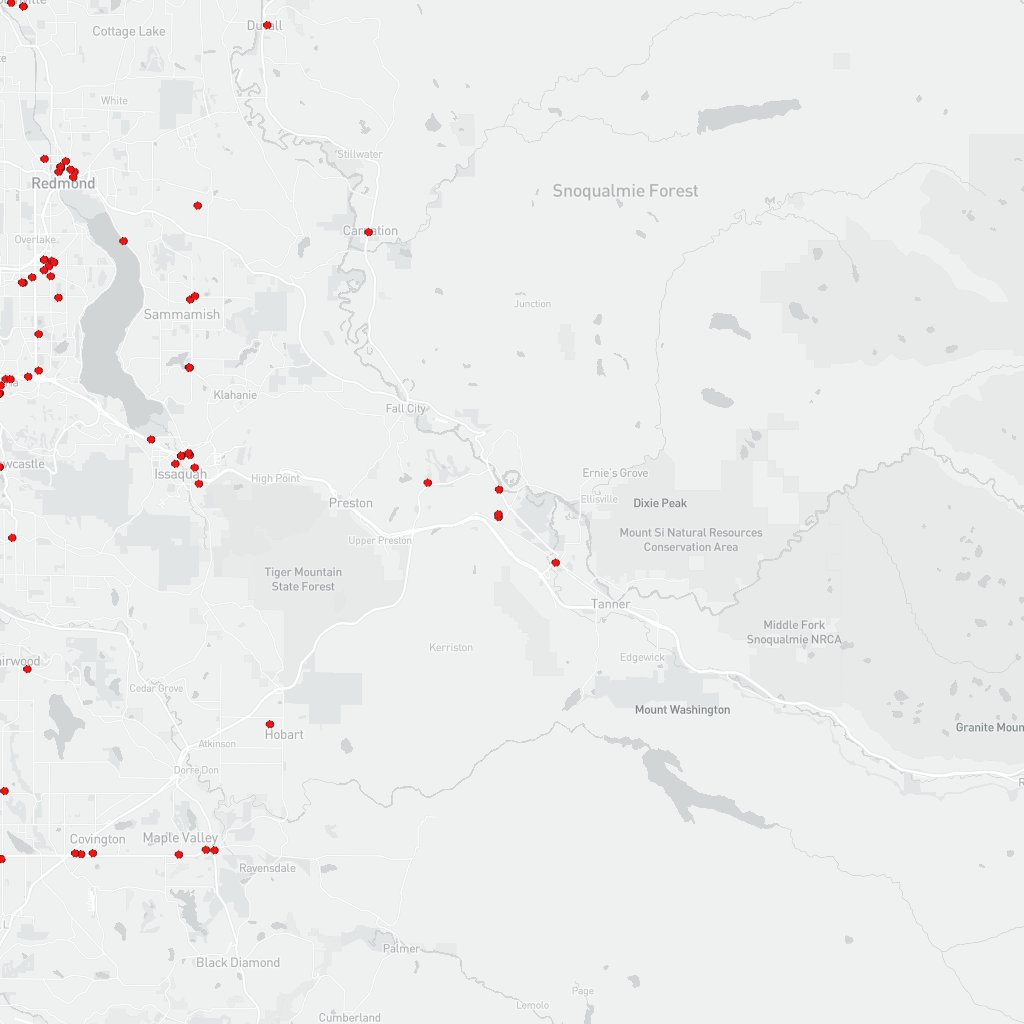 Duvall
Cottage Lake
White
Stillwater
Redmond
Snoqualmie Forest
Carnation
Overlake
Junction
Sammamish
Klahanie
Fall City
Issaquah
High Point
Ernie's Grove
Ellisville
Dixie Peak
Preston
Upper Preston
Mount Si Natural Resources
Conservation Area
Tiger Mountain
State Forest
Tanner
Middle Fork
Snoqualmie NRCA
Kerriston
Edgewick
Cedar Grove
Mount Washington
Granite Moun
Hobart
Atkinson
Dorre Don
Covington
Maple Valley
Ravensdale
Palmer
Black Diamond
Page
Lemolo
Cumberland